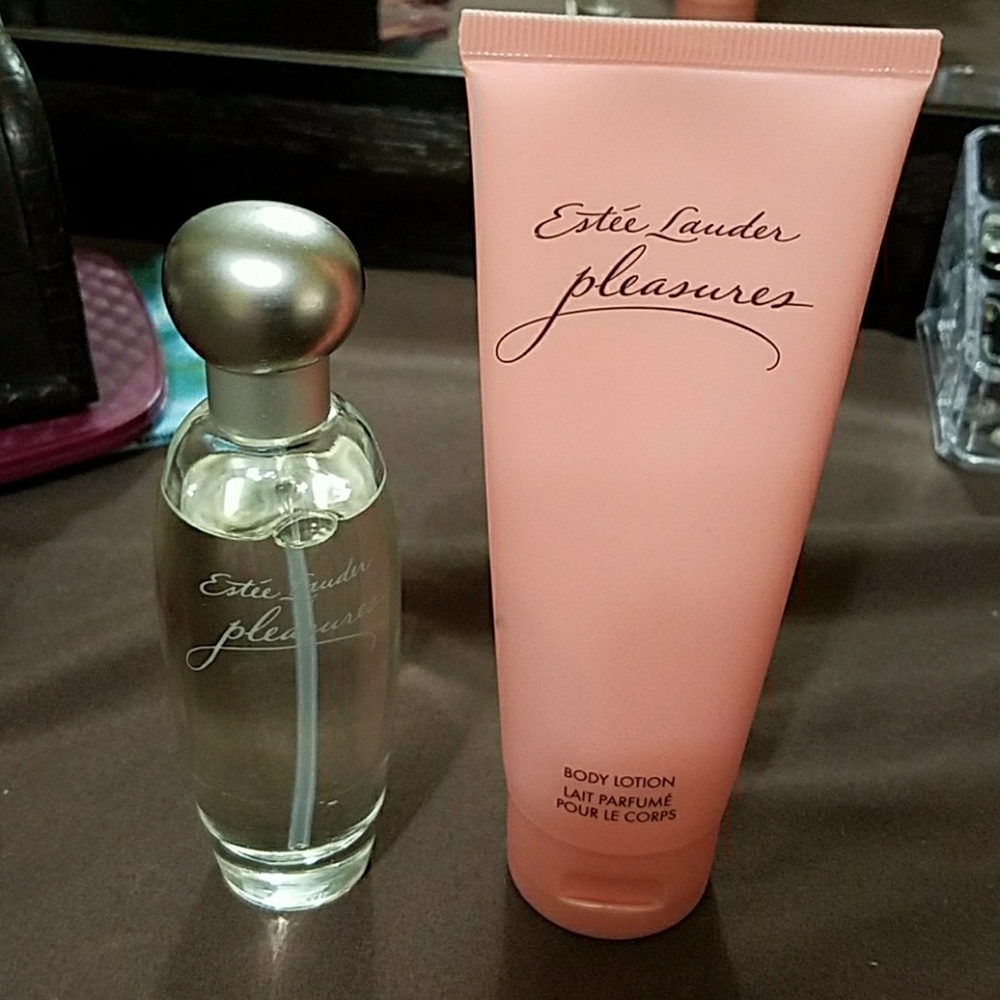 Estée Lauder
pleasures
Estée Lauder
pleasures
BODY LOTION
LAIT PARFUMÉ
POUR LE CORPS